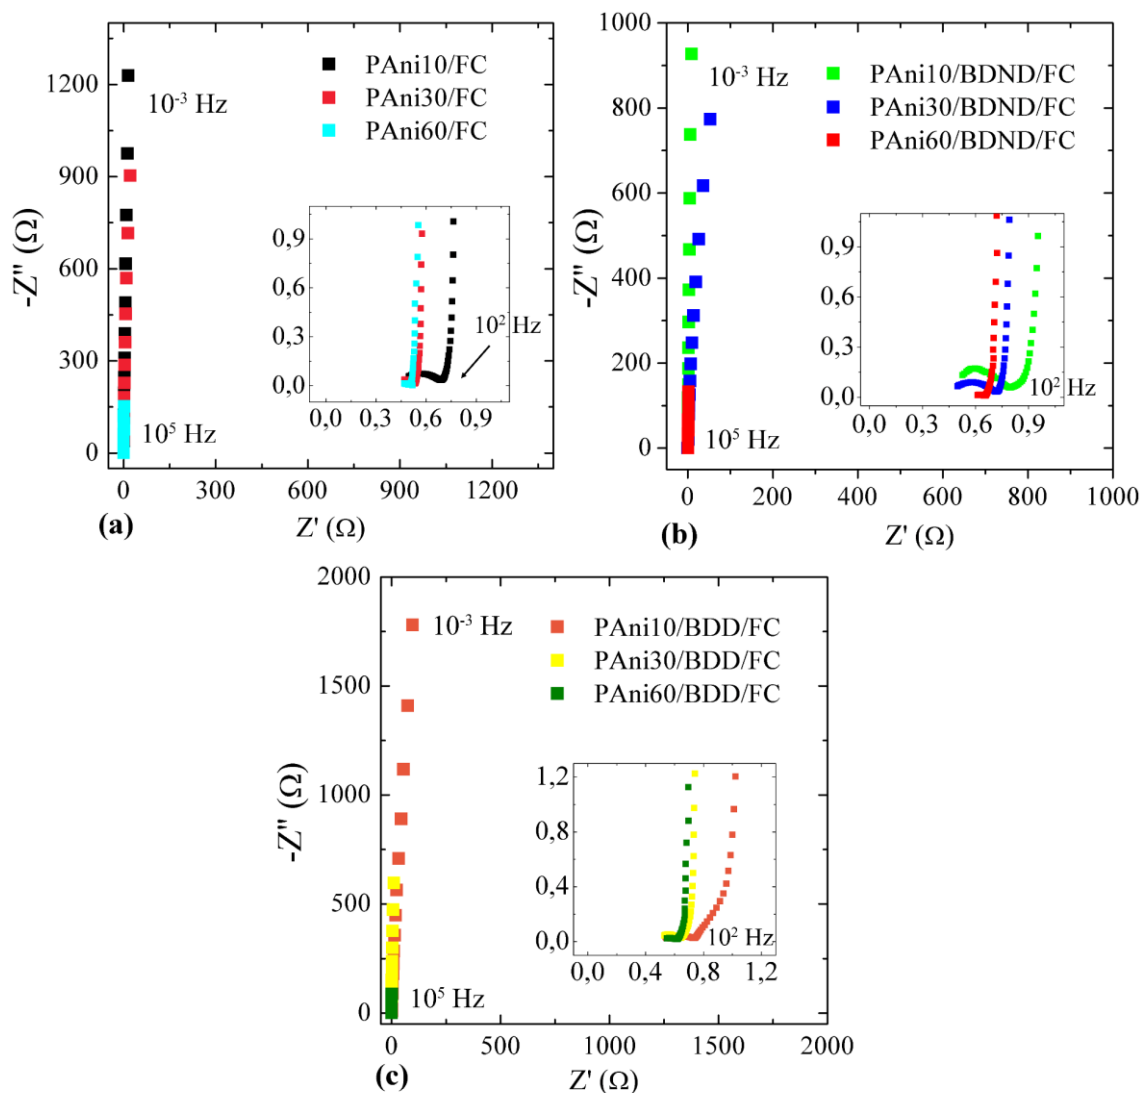 1200
900
600
300
0
-Z" (Ω)
PAni10/FC
10⁻³ Hz
PAni30/FC
PAni60/FC
0,9
0,6
0,3
0,0
10² Hz
0,0 0,3 0,6 0,9
10⁵ Hz
0 300 600 900 1200
(a)
Z' (Ω)
1000
800
600
400
200
0
-Z" (Ω)
10⁻³ Hz
PAni10/BDND/FC
PAni30/BDND/FC
PAni60/BDND/FC
0,9
0,6
0,3
0,0
10² Hz
0,0 0,3 0,6 0,9
10⁵ Hz
0 200 400 600 800 1000
(b)
Z' (Ω)
2000
1500
1000
500
0
-Z" (Ω)
10⁻³ Hz
PAni10/BDD/FC
PAni30/BDD/FC
PAni60/BDD/FC
1,2
0,8
0,4
0,0
10² Hz
0,0 0,4 0,8 1,2
10⁵ Hz
0 500 1000 1500 2000
(c)
Z' (Ω)